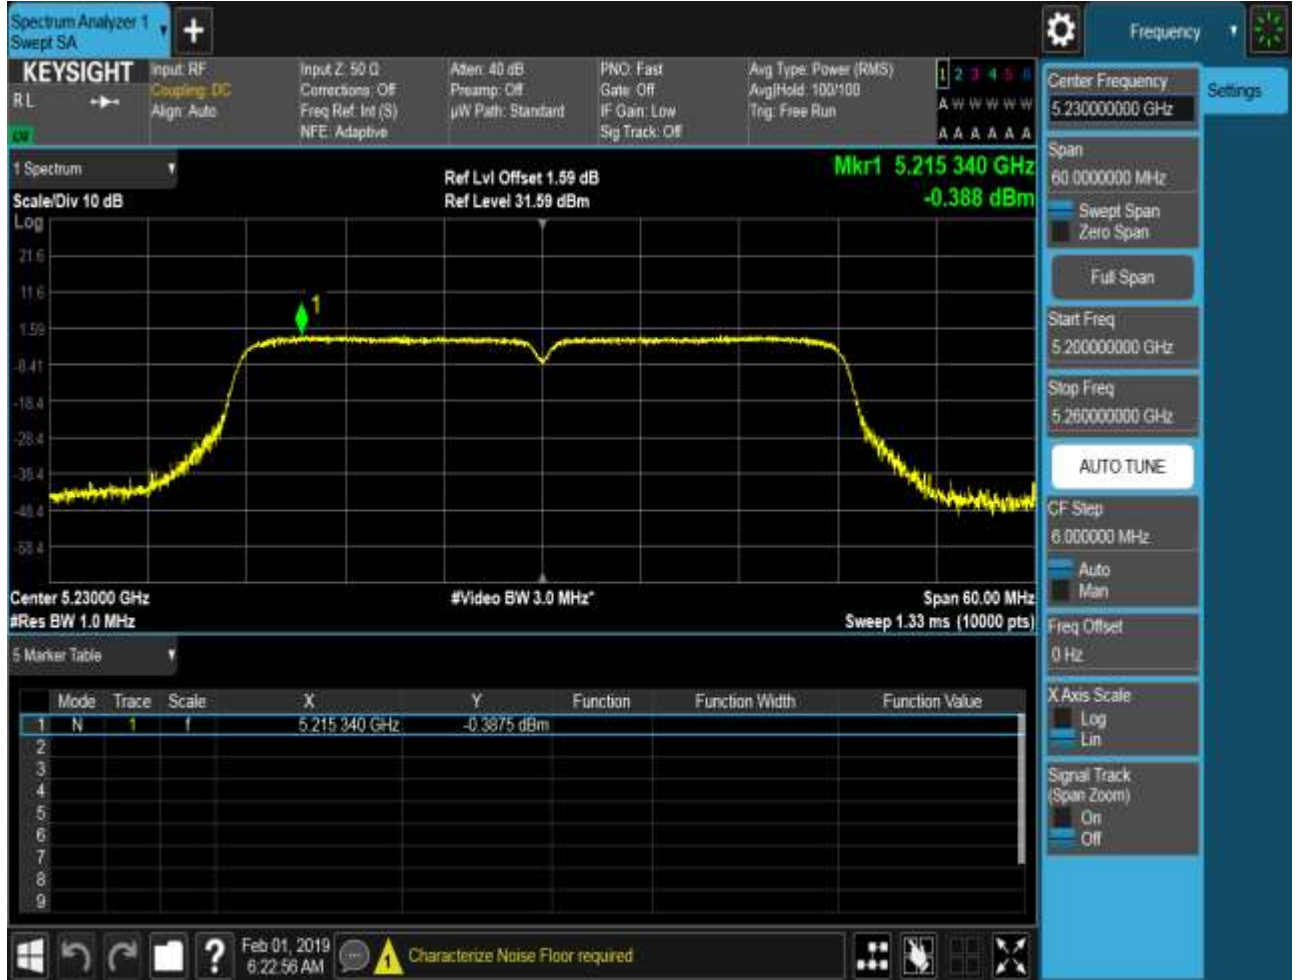 Spectrum Analyzer 1
Swept SA
Frequency
KEYSIGHT
R L
Input: RF
Coupling: DC
Align: Auto
Input Z: 50 Ω
Corrections: Off
Freq Ref: Int (S)
NFE: Adaptive
Atten: 40 dB
Preamp: Off
µW Path: Standard
PNO: Fast
Gate: Off
IF Gain: Low
Sig Track: Off
Avg Type: Power (RMS)
Avg|Hold: 100/100
Trig: Free Run
1 2 3 4 5 6
A W W W W W
A A A A A A
1 Spectrum
Scale/Div 10 dB
Ref Lvl Offset 1.59 dB
Ref Level 31.59 dBm
Mkr1 5.215 340 GHz
-0.388 dBm
Log
21.6
11.6
1.59
-8.41
-18.4
-28.4
-38.4
-48.4
-58.4
1
Center 5.23000 GHz
#Video BW 3.0 MHz*
Span 60.00 MHz
#Res BW 1.0 MHz
Sweep 1.33 ms (10000 pts)
5 Marker Table
Mode Trace Scale X Y Function Function Width Function Value
1 N 1 f 5.215 340 GHz -0.3875 dBm
2
3
4
5
6
7
8
9
Feb 01, 2019
6:22:56 AM
1
Characterize Noise Floor required
Settings
Center Frequency
5.230000000 GHz
Span
60.0000000 MHz
Swept Span
Zero Span
Full Span
Start Freq
5.200000000 GHz
Stop Freq
5.260000000 GHz
AUTO TUNE
CF Step
6.000000 MHz
Auto
Man
Freq Offset
0 Hz
X Axis Scale
Log
Lin
Signal Track
(Span Zoom)
On
Off